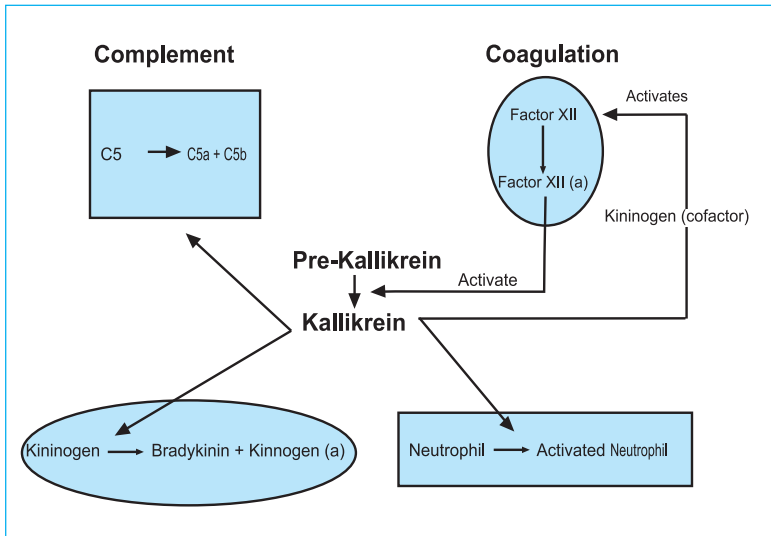 Complement
Coagulation
C5 C5a + C5b
Factor XII
Factor XII (a)
Activates
Kininogen (cofactor)
Pre-Kallikrein
Activate
Kallikrein
Kininogen Bradykinin + Kinnogen (a)
Neutrophil Activated Neutrophil